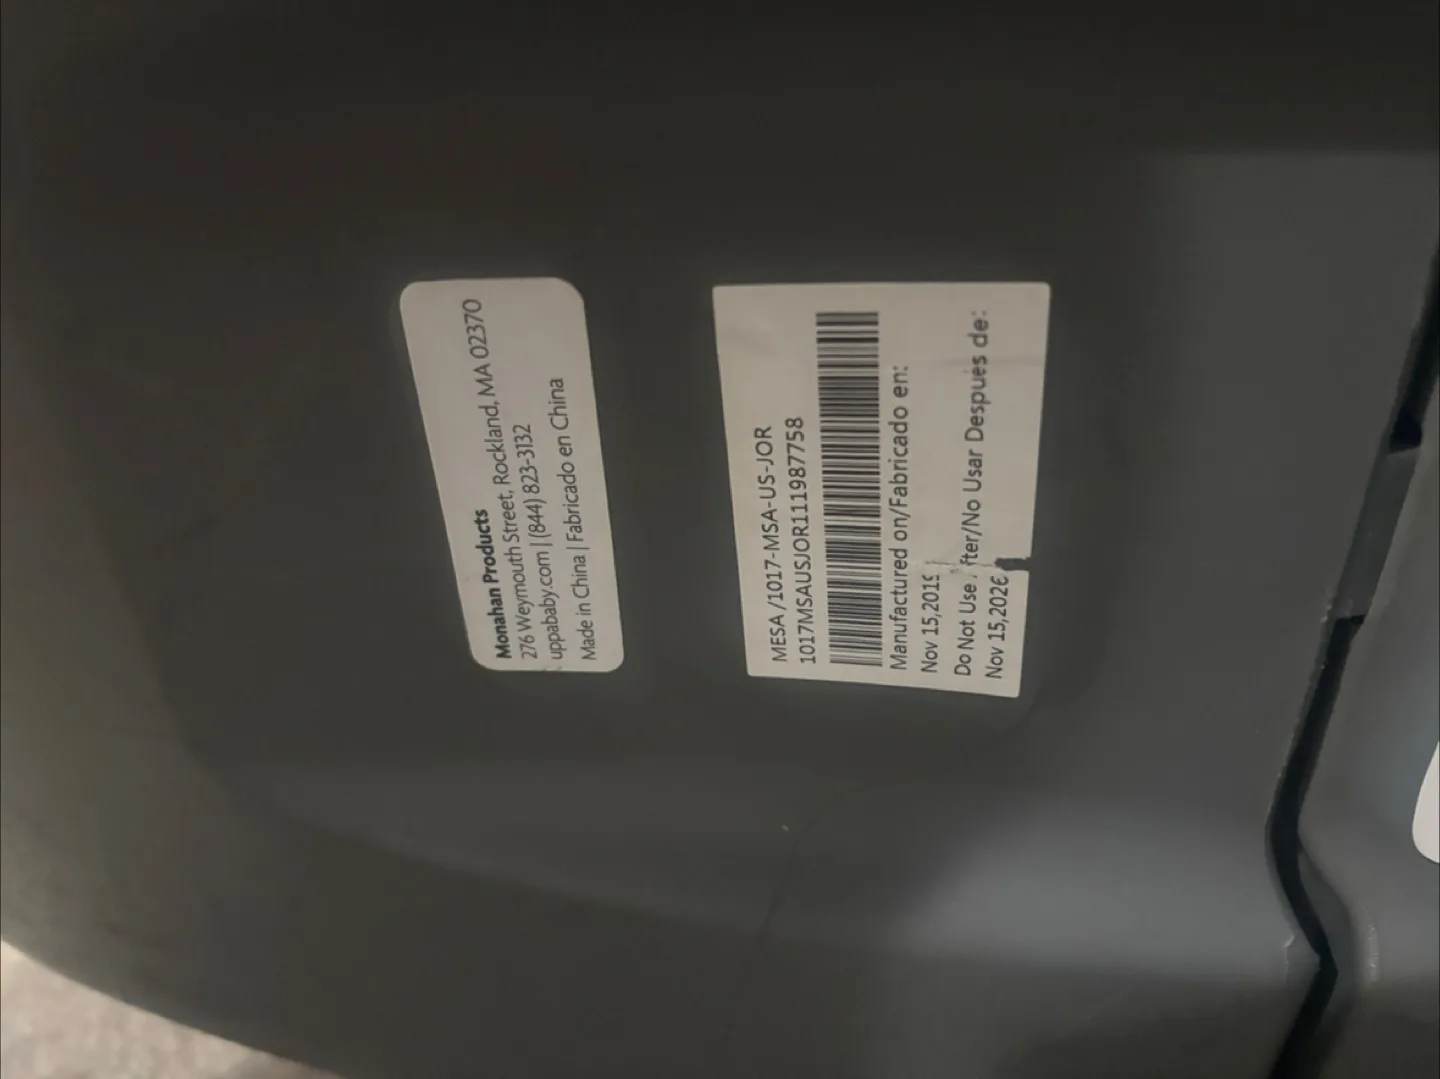 Monahan Products
276 Weymouth Street, Rockland, MA 02370
uppababy.com | (844) 823-3132
Made in China | Fabricado en China
MESA /1017-MSA-US-JOR
1017MSAUSJOR111987758
Manufactured on/Fabricado en:
Nov 15,2019
Do Not Use After/No Usar Después de:
Nov 15,2026